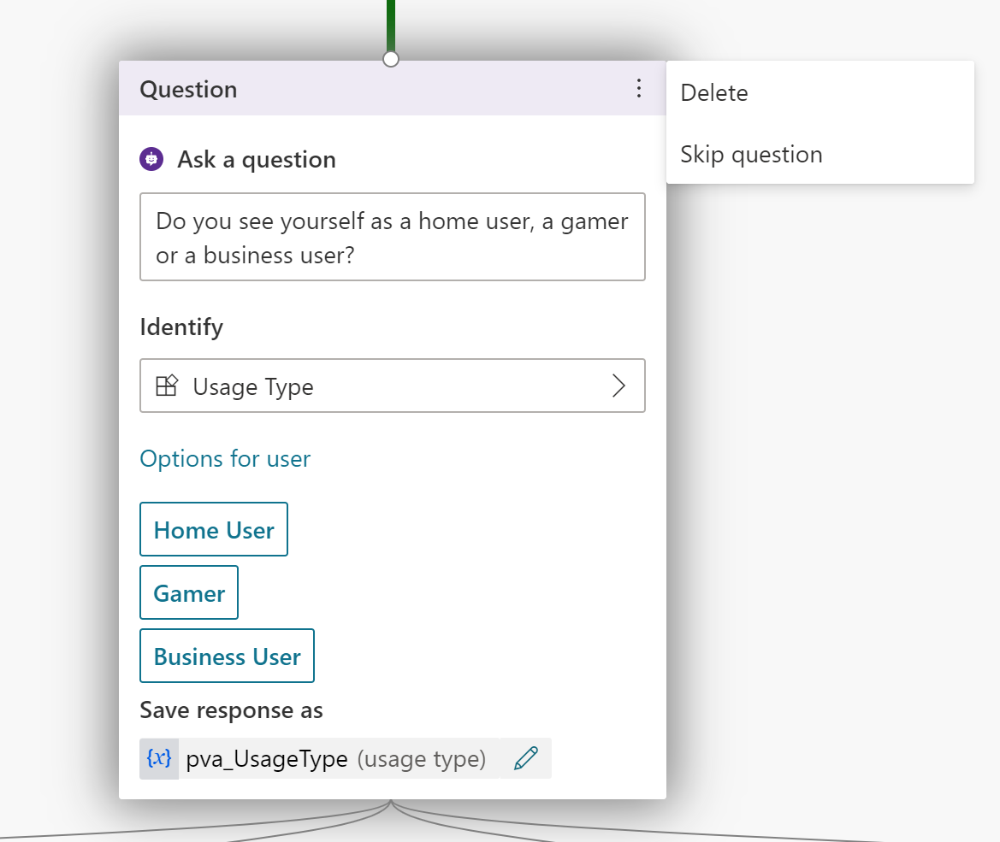 Question
Delete
Skip question
Ask a question
Do you see yourself as a home user, a gamer
or a business user?
Identify
Usage Type
Options for user
Home User
Gamer
Business User
Save response as
{x} pva_UsageType (usage type)